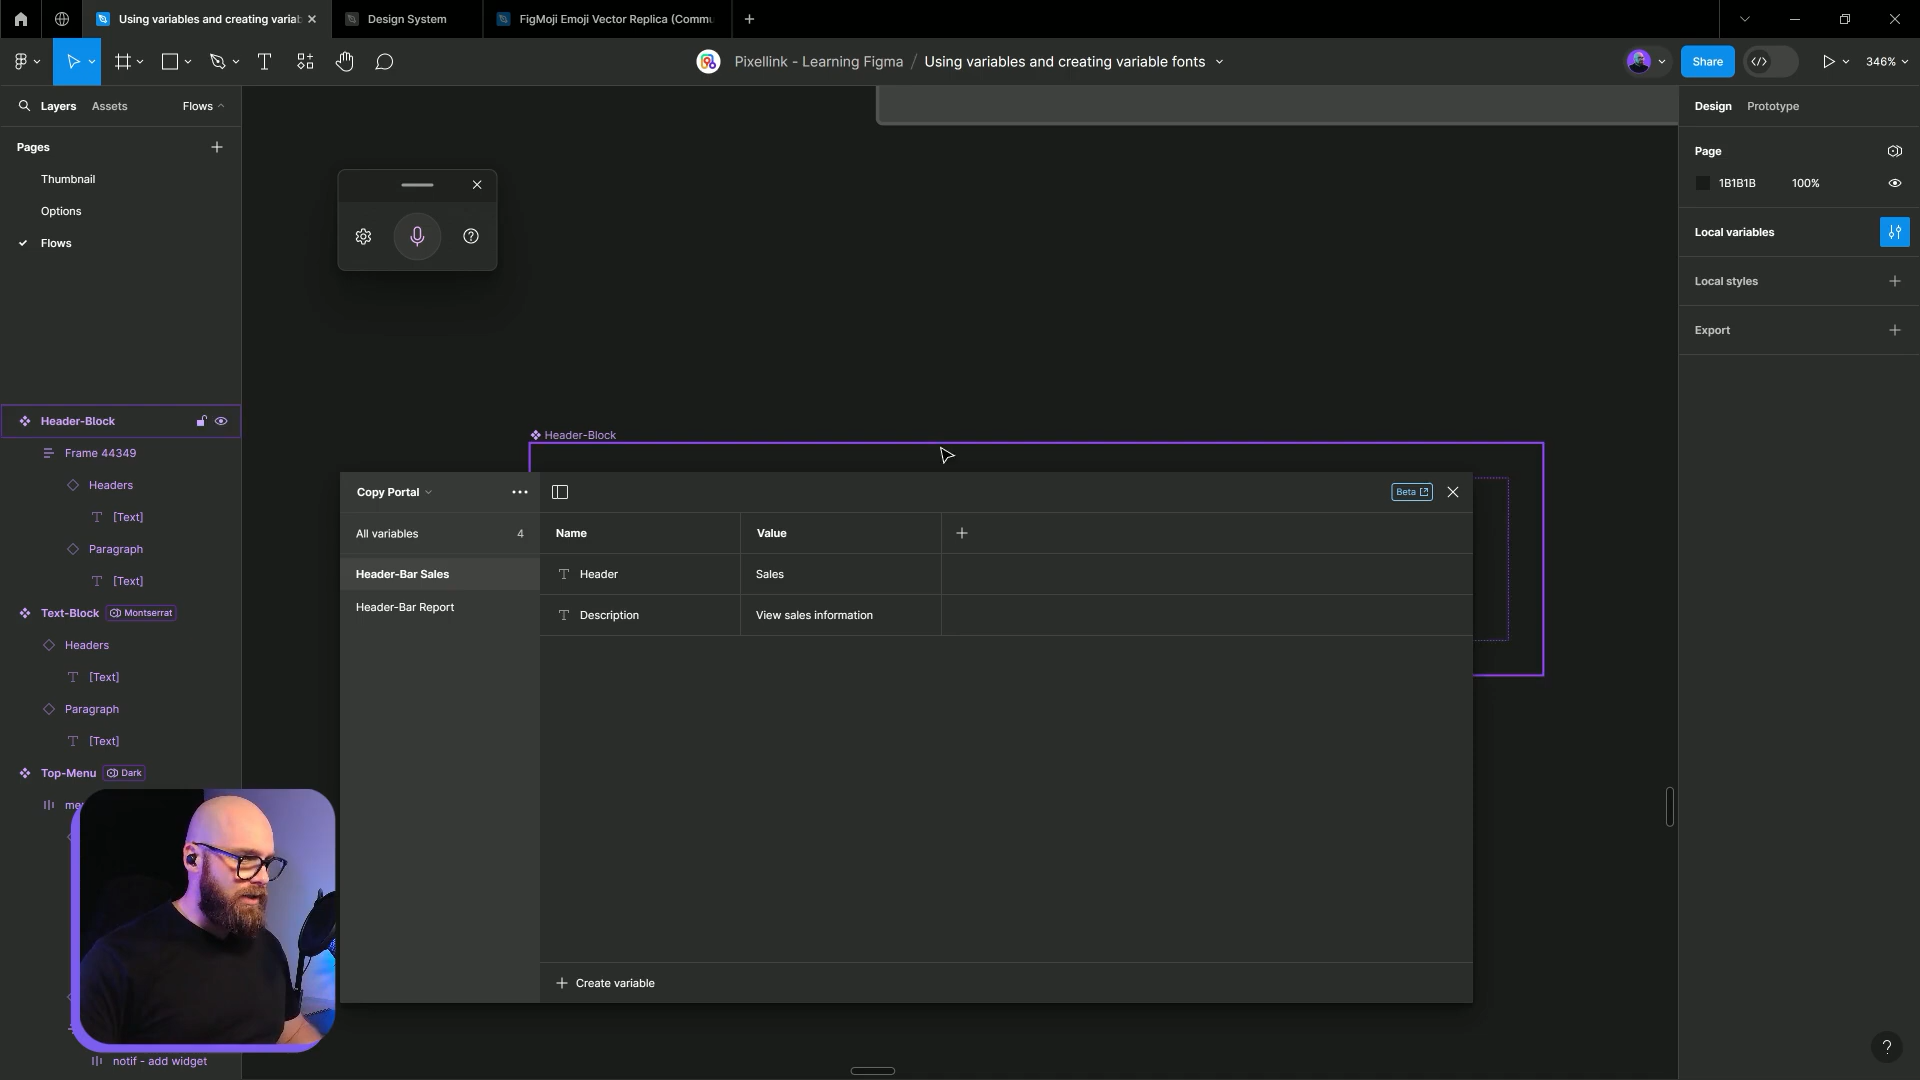 Using variables and creating variab
Design System
FigMoji Emoji Vector Replica (Commu
Pixellink - Learning Figma / Using variables and creating variable fonts
Share
346%
Layers
Assets
Flows
Pages
Thumbnail
Options
Flows
Header-Block
Frame 44349
Headers
[Text]
Paragraph
[Text]
Text-Block
Montserrat
Headers
[Text]
Paragraph
[Text]
Top-Menu
Dark
notif - add widget
Header-Block
Copy Portal
All variables
4
Header-Bar Sales
Header-Bar Report
Beta
Name
Value
Header
Sales
Description
View sales information
Create variable
Design
Prototype
Page
1B1B1B
100%
Local variables
Local styles
Export